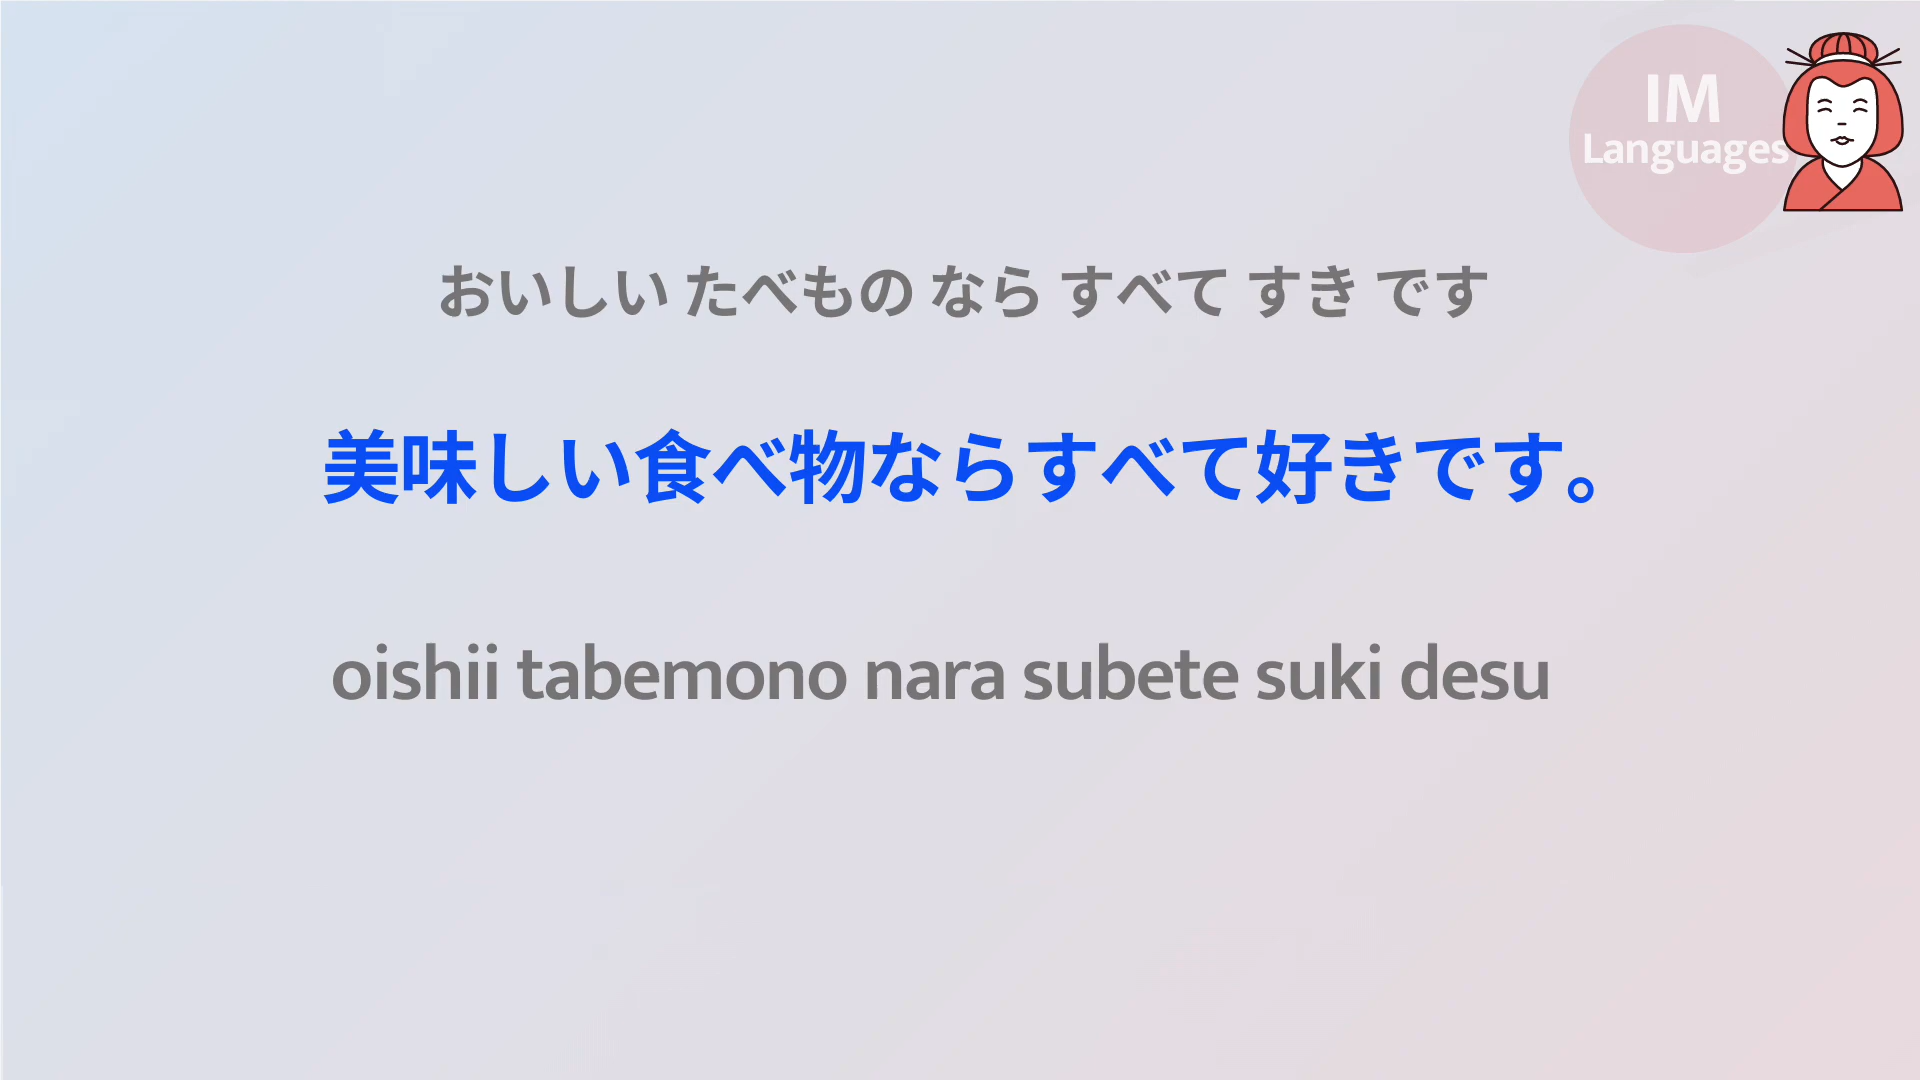 IM
Languages
おいしい たべもの なら すべて すき です
美味しい食べ物ならすべて好きです。
oishii tabemono nara subete suki desu